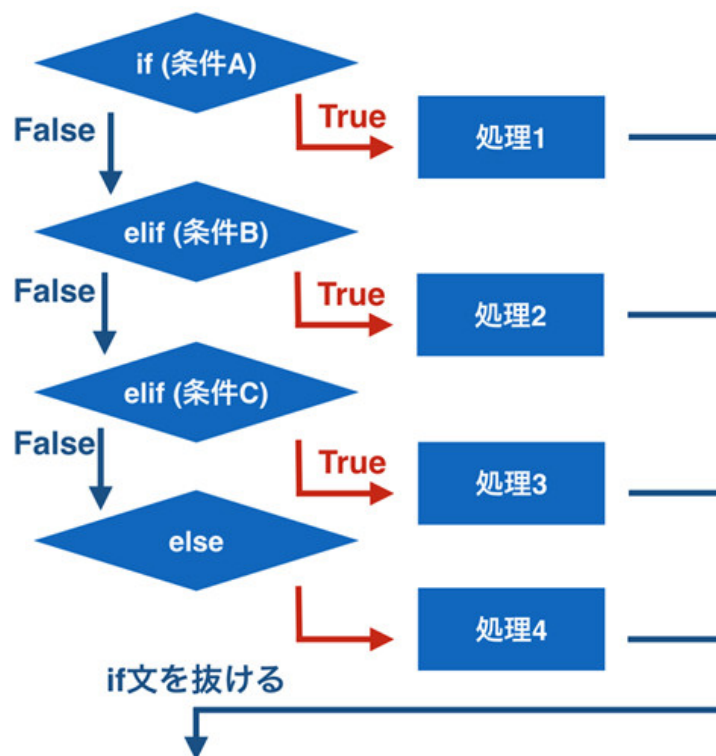 if (条件A)
False
True
処理1
elif (条件B)
False
True
処理2
elif (条件C)
False
True
処理3
else
処理4
if文を抜ける